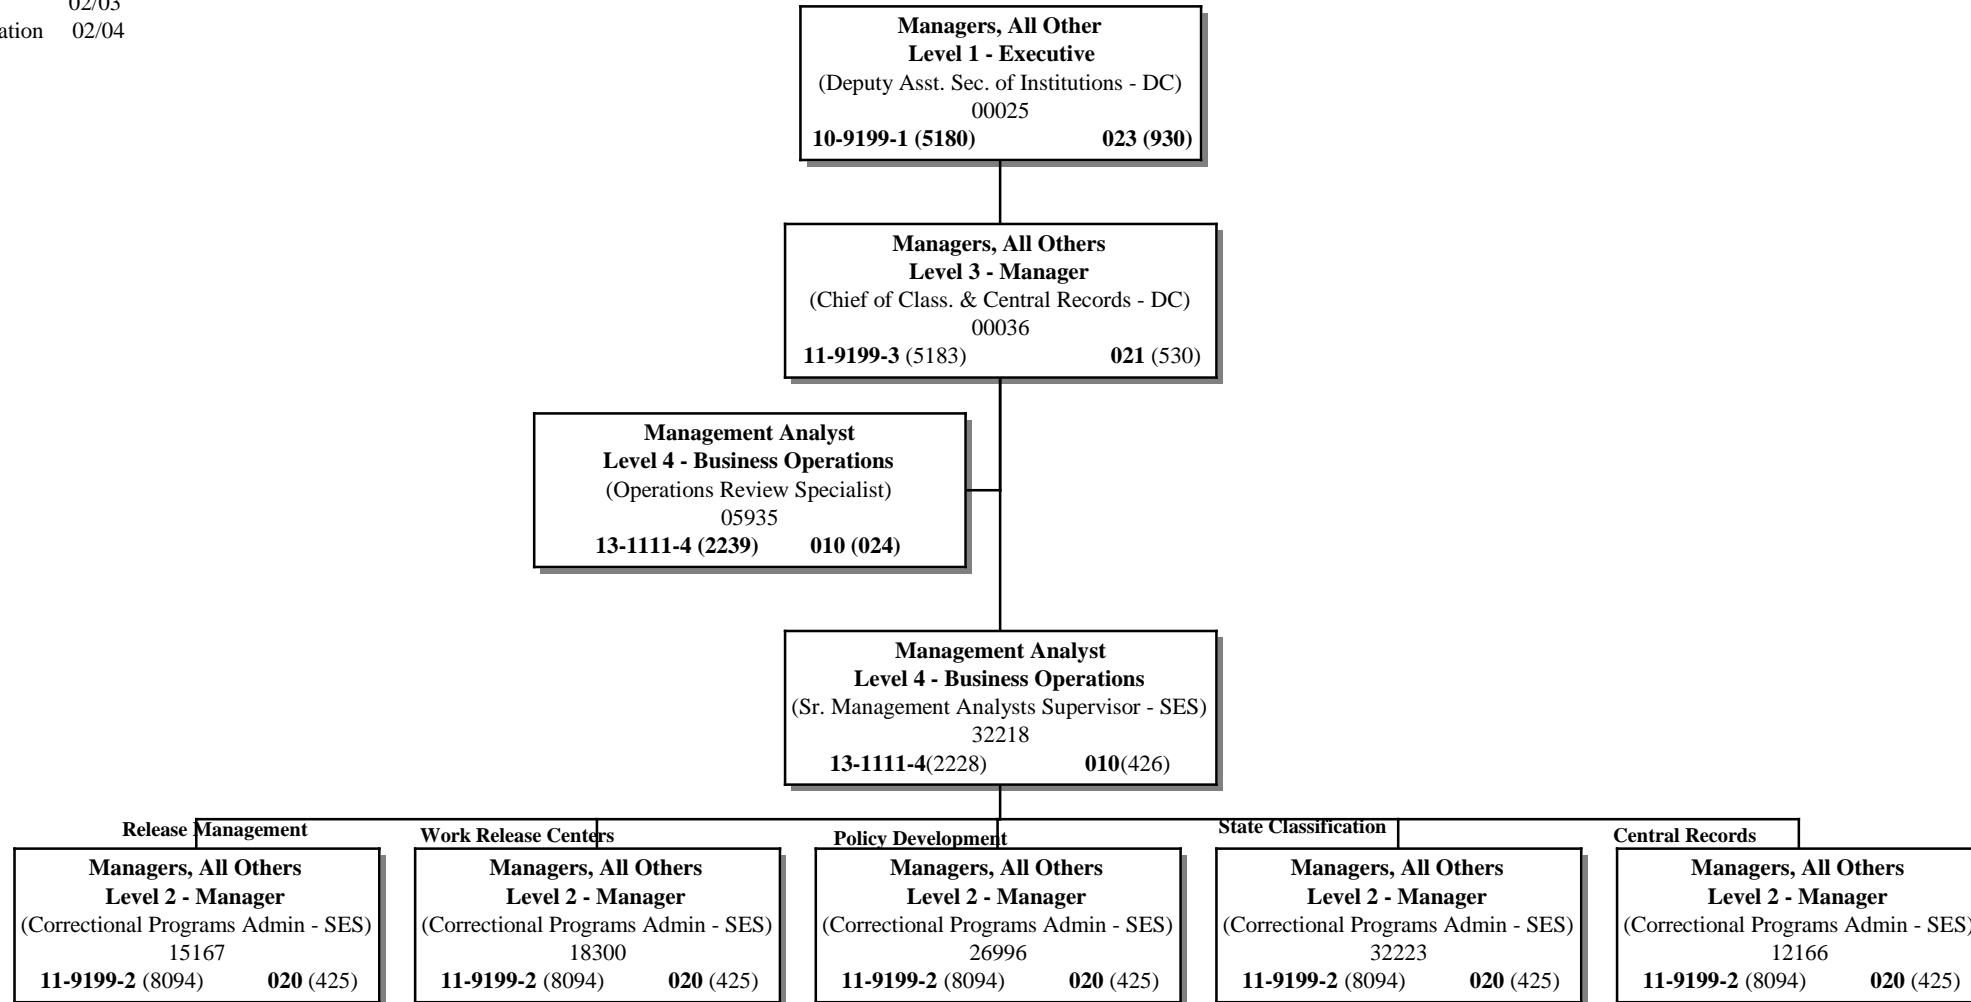 02/03
ation 02/04
Managers, All Other
Level 1 - Executive
(Deputy Asst. Sec. of Institutions - DC)
00025
10-9199-1 (5180) 023 (930)
Managers, All Others
Level 3 - Manager
(Chief of Class. & Central Records - DC)
00036
11-9199-3 (5183) 021 (530)
Management Analyst
Level 4 - Business Operations
(Operations Review Specialist)
05935
13-1111-4 (2239) 010 (024)
Management Analyst
Level 4 - Business Operations
(Sr. Management Analysts Supervisor - SES)
32218
13-1111-4(2228) 010(426)
Release Management
Managers, All Others
Level 2 - Manager
(Correctional Programs Admin - SES)
15167
11-9199-2 (8094) 020 (425)
Work Release Centers
Managers, All Others
Level 2 - Manager
(Correctional Programs Admin - SES)
18300
11-9199-2 (8094) 020 (425)
Policy Development
Managers, All Others
Level 2 - Manager
(Correctional Programs Admin - SES)
26996
11-9199-2 (8094) 020 (425)
State Classification
Managers, All Others
Level 2 - Manager
(Correctional Programs Admin - SES)
32223
11-9199-2 (8094) 020 (425)
Central Records
Managers, All Others
Level 2 - Manager
(Correctional Programs Admin - SES)
12166
11-9199-2 (8094) 020 (425)